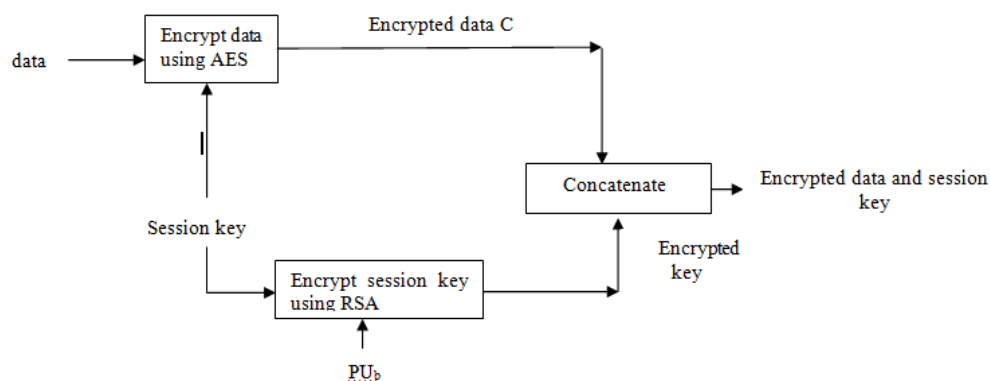 Encrypt data
using AES
Encrypted data C
data
Concatenate
Encrypted data and session
key
Session key
Encrypted
key
Encrypt session key
using RSA
PUb